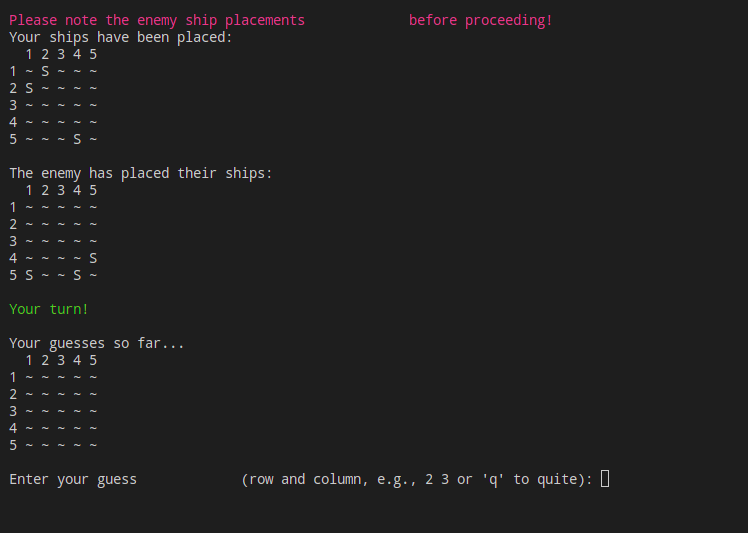 Please note the enemy ship placements             before proceeding!
Your ships have been placed:
  1 2 3 4 5
1 ~ S ~ ~ ~
2 S ~ ~ ~ ~
3 ~ ~ ~ ~ ~
4 ~ ~ ~ ~ ~
5 ~ ~ ~ S ~
The enemy has placed their ships:
  1 2 3 4 5
1 ~ ~ ~ ~ ~
2 ~ ~ ~ ~ ~
3 ~ ~ ~ ~ ~
4 ~ ~ ~ ~ S
5 S ~ ~ S ~
Your turn!
Your guesses so far...
  1 2 3 4 5
1 ~ ~ ~ ~ ~
2 ~ ~ ~ ~ ~
3 ~ ~ ~ ~ ~
4 ~ ~ ~ ~ ~
5 ~ ~ ~ ~ ~
Enter your guess             (row and column, e.g., 2 3 or 'q' to quite):